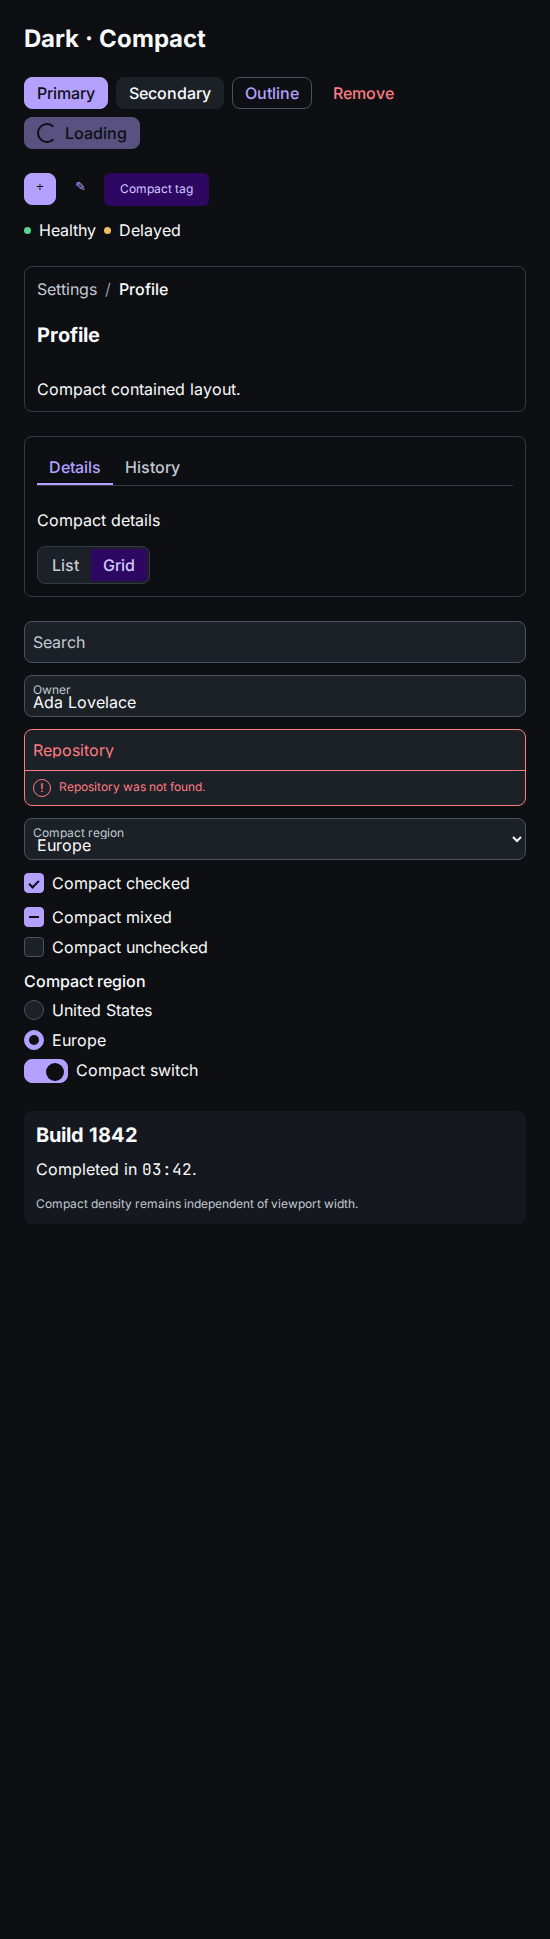 Dark · Compact
Primary Secondary Outline Remove
Loading
+ ✎ Compact tag
Healthy Delayed
Settings / Profile
Profile
Compact contained layout.
Details History
Compact details
List Grid
Search
Owner
Ada Lovelace
Repository
! Repository was not found.
Compact region
Europe
Compact checked
Compact mixed
Compact unchecked
Compact region
United States
Europe
Compact switch
Build 1842
Completed in 03:42.
Compact density remains independent of viewport width.